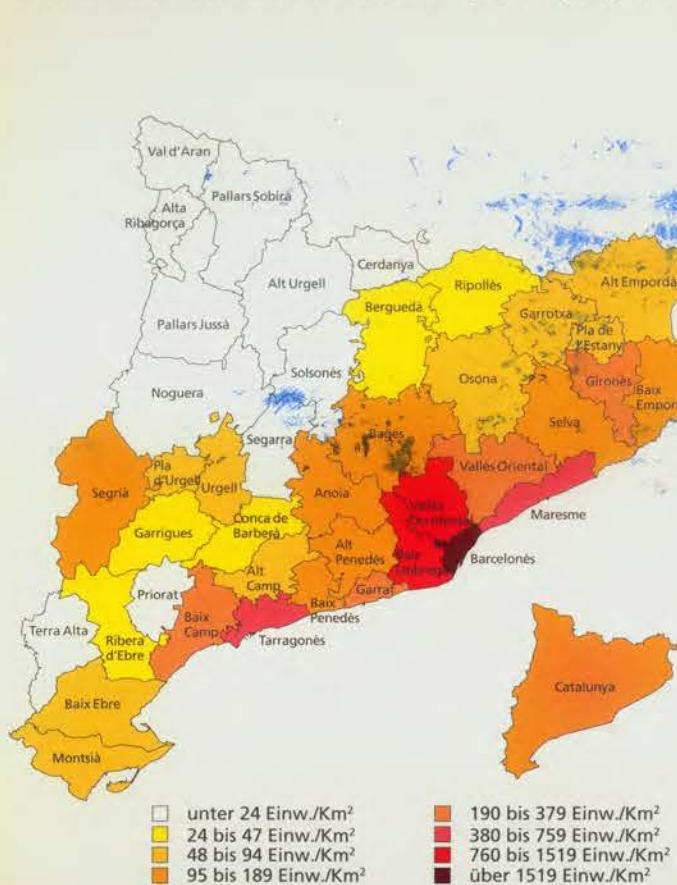 Val d'Aran
Pallars Sobirà
Alta
Ribagorça
Cerdanya
Alt Urgell
Ripollès
Alt Empordà
Berguedà
Garrotxa
Pallars Jussà
Pla de
l'Estany
Solsonès
Osona
Gironès
Noguera
Baix
Empor
Selva
Segarra
Bages
Vallès Oriental
Pla
d'Urgell
Urgell
Segrià
Anoia
Vallès
Occidental
Maresme
Garrigues
Conca de
Barberà
Alt
Penedès
Baix
Llobregat
Barcelonès
Alt
Camp
Priorat
Garraf
Baix
Penedès
Baix
Camp
Terra Alta
Ribera
d'Ebre
Tarragonès
Catalunya
Baix Ebre
Montsià
unter 24 Einw./Km²
24 bis 47 Einw./Km²
48 bis 94 Einw./Km²
95 bis 189 Einw./Km²
190 bis 379 Einw./Km²
380 bis 759 Einw./Km²
760 bis 1519 Einw./Km²
über 1519 Einw./Km²